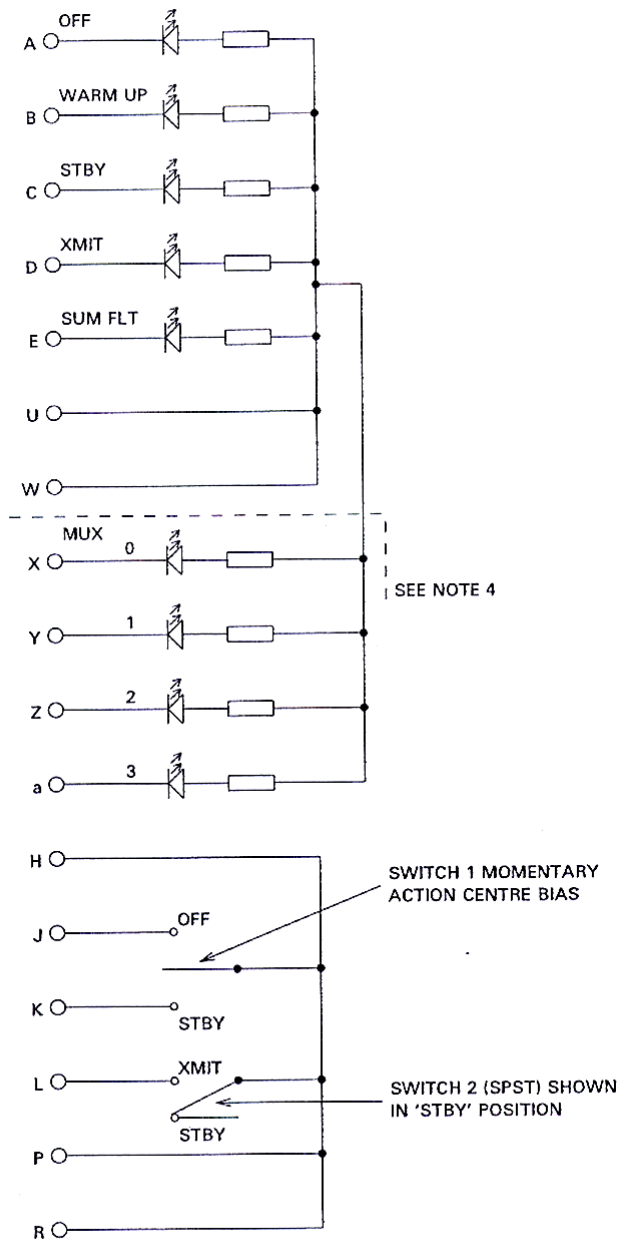 OFF
A
WARM UP
B
STBY
C
XMIT
D
SUM FLT
E
U
W
MUX
X 0
SEE NOTE 4
Y 1
Z 2
a 3
H
SWITCH 1 MOMENTARY
ACTION CENTRE BIAS
J OFF
K
STBY
L XMIT
SWITCH 2 (SPST) SHOWN
IN 'STBY' POSITION
STBY
P
R